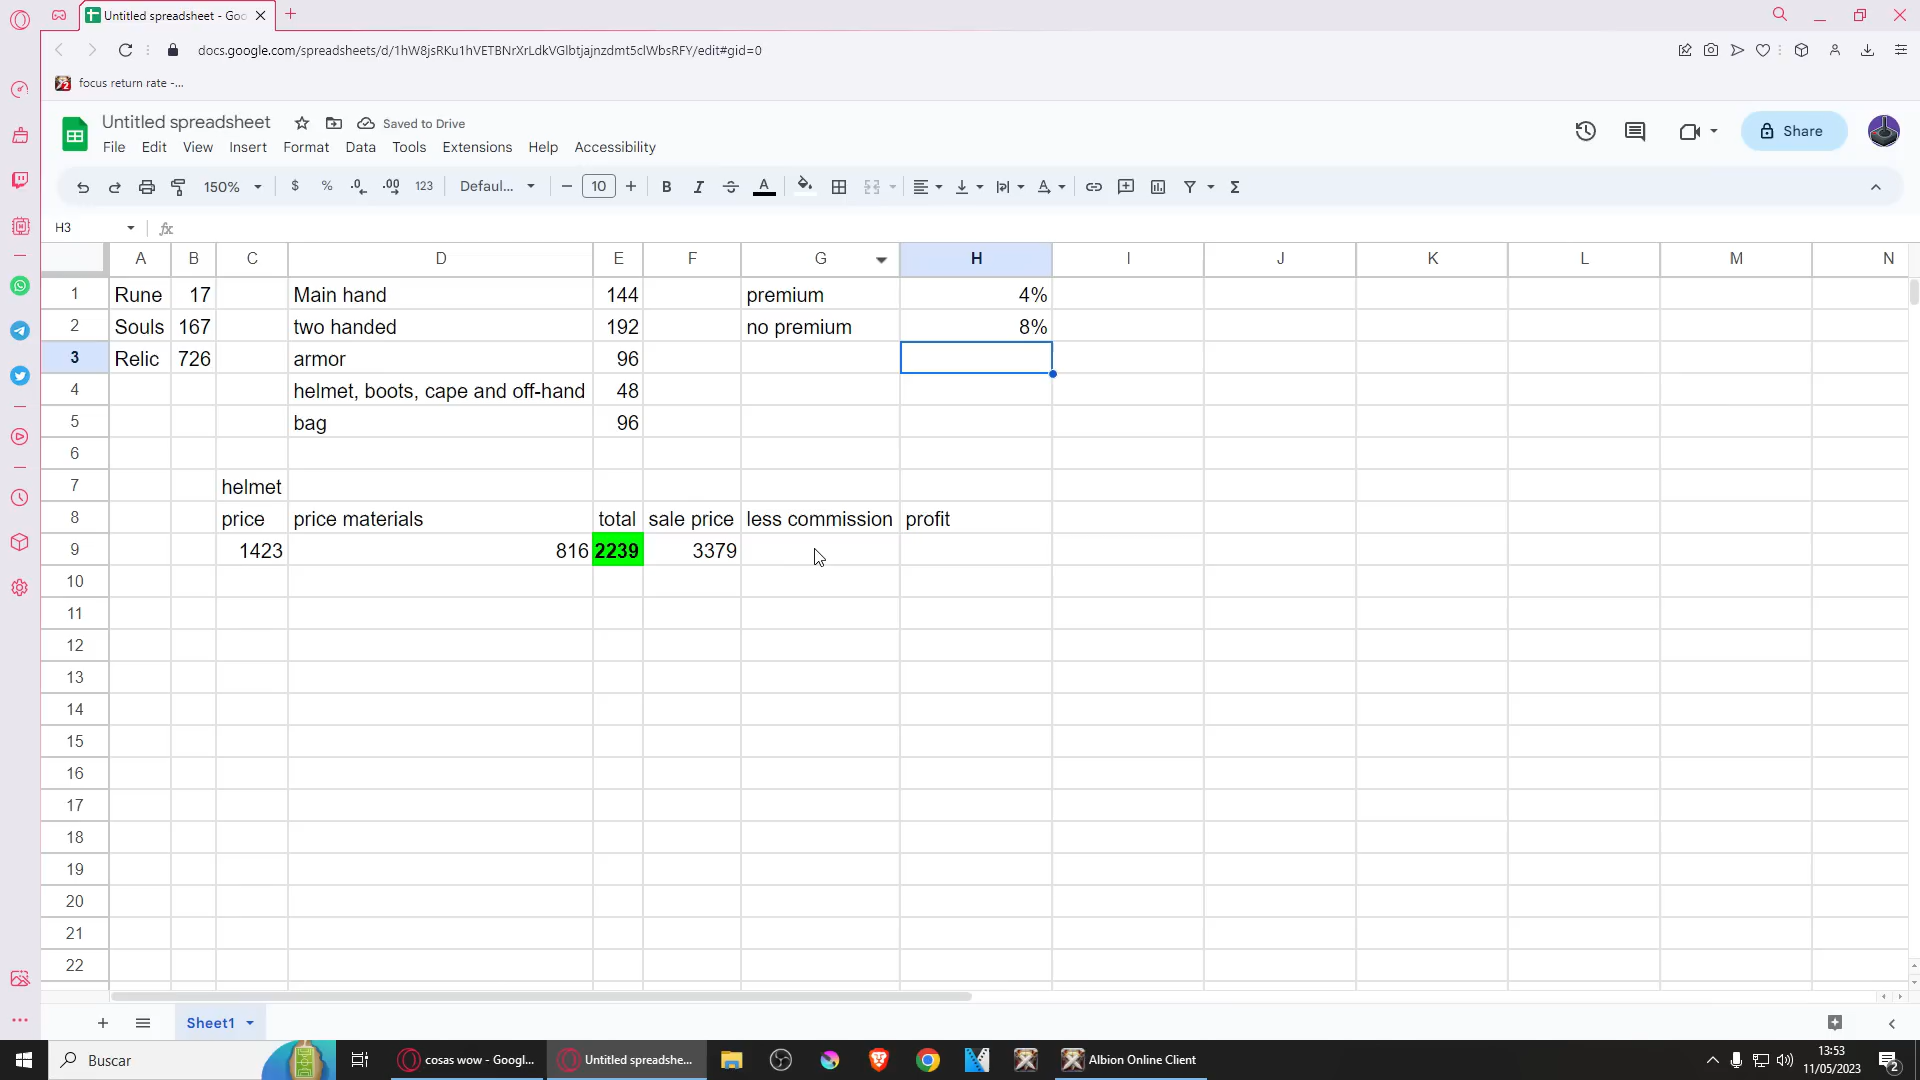 Untitled spreadsheet - Goo
docs.google.com/spreadsheets/d/1hW8jsRKu1hVETBNrXrLdkVGlbtjajnzdmt5clWbsRFY/edit#gid=0
focus return rate -...
Untitled spreadsheet
Saved to Drive
File Edit View Insert Format Data Tools Extensions Help Accessibility
Share
150% $ % .0 .00 123 Defaul... 10 B I A
H3
fx
A B C D E F G H I J K L M N
1 Rune 17 Main hand 144 premium 4%
2 Souls 167 two handed 192 no premium 8%
3 Relic 726 armor 96
4 helmet, boots, cape and off-hand 48
5 bag 96
6
7 helmet
8 price price materials total sale price less commission profit
9 1423 816 2239 3379
10
11
12
13
14
15
16
17
18
19
20
21
22
Sheet1
Buscar
cosas wow - Googl...
Untitled spreadshe...
Albion Online Client
13:53
11/05/2023
2